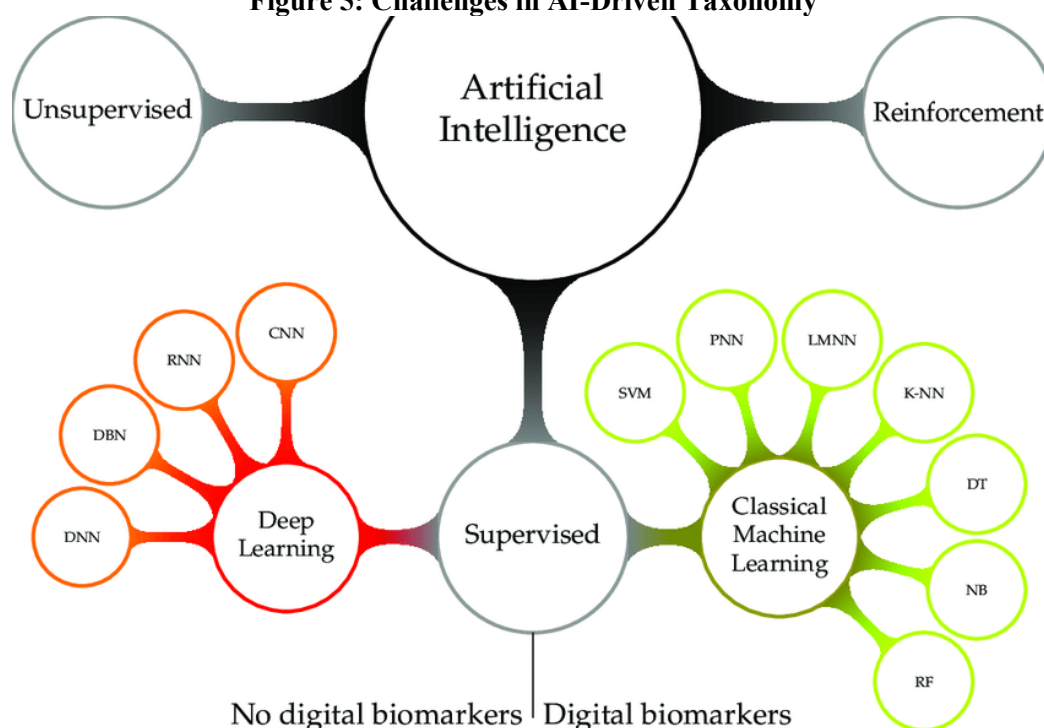 Figure 5: Challenges in AI-Driven Taxonomy
Artificial
Intelligence
Unsupervised
Reinforcement
CNN
RNN
DBN
DNN
Deep
Learning
Supervised
Classical
Machine
Learning
SVM
PNN
LMNN
K-NN
DT
NB
RF
No digital biomarkers
Digital biomarkers